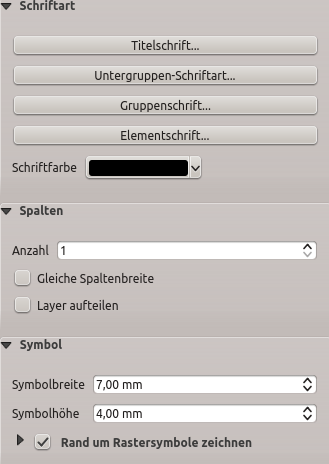 Schriftart
Titelschrift...
Untergruppen-Schriftart...
Gruppenschrift...
Elementschrift...
Schriftfarbe
Spalten
Anzahl 1
Gleiche Spaltenbreite
Layer aufteilen
Symbol
Symbolbreite 7,00 mm
Symbolhöhe 4,00 mm
Rand um Rastersymbole zeichnen